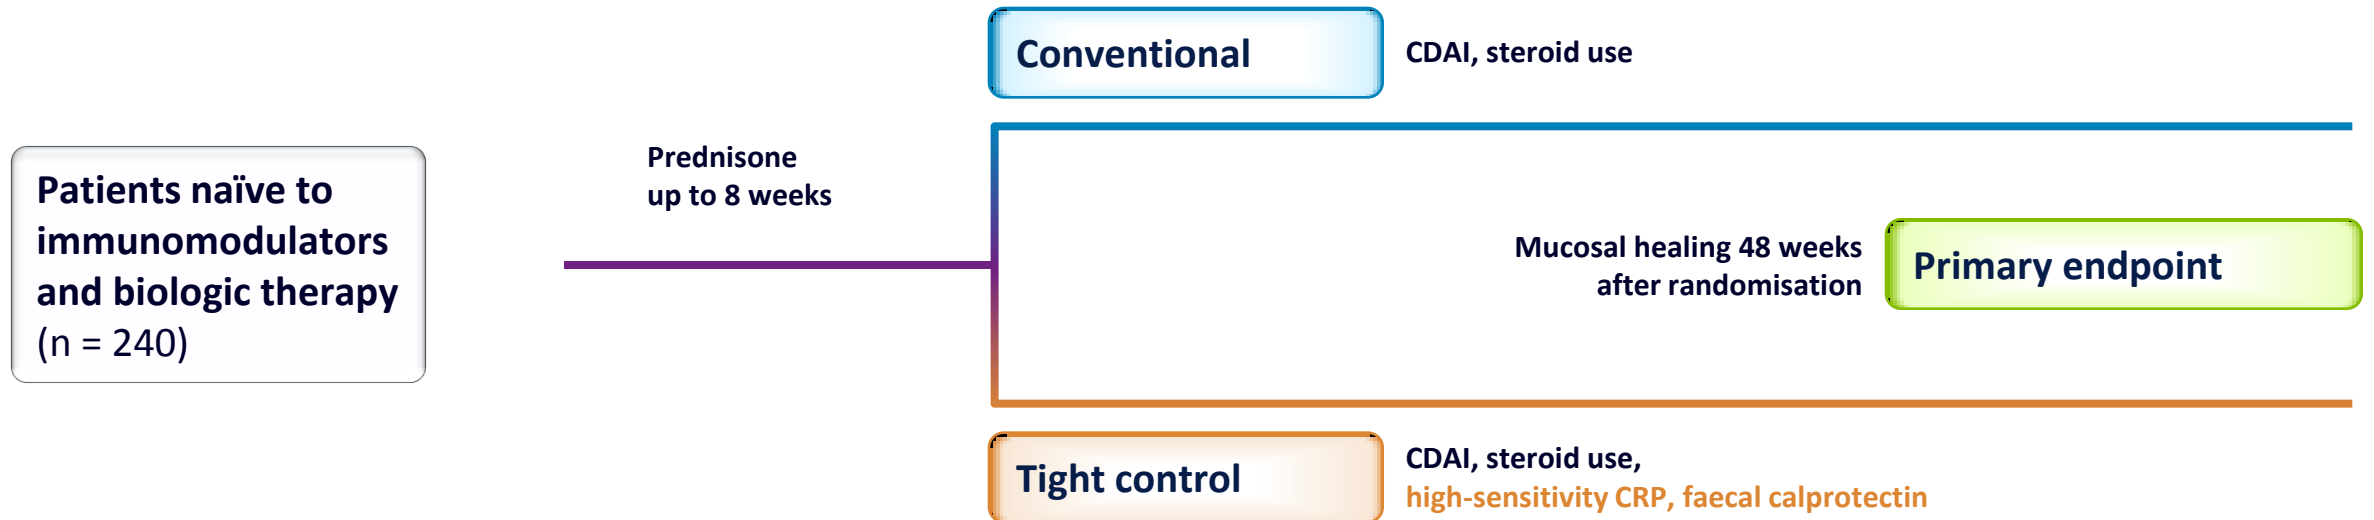 Conventional
CDAI, steroid use
Prednisone
up to 8 weeks
Patients naïve to
immunomodulators
and biologic therapy
(n = 240)
Mucosal healing 48 weeks
after randomisation
Primary endpoint
Tight control
CDAI, steroid use,
high-sensitivity CRP, faecal calprotectin